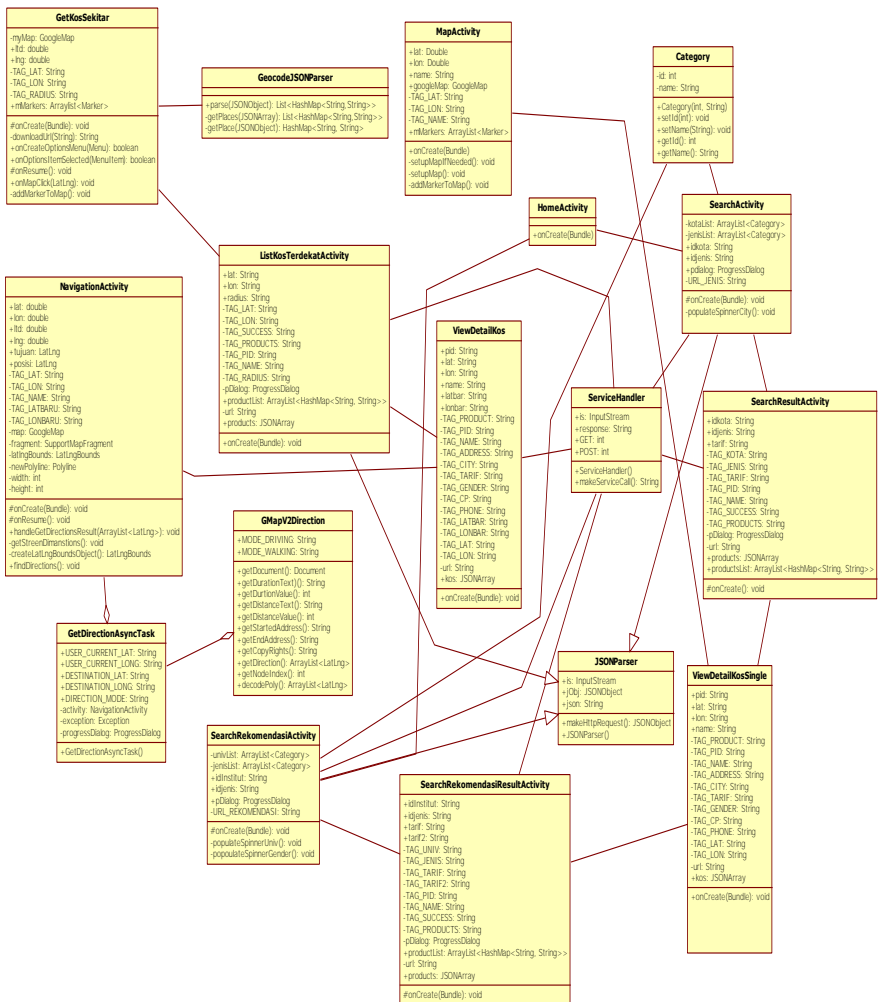 GetKosSekitar
-myMap: GoogleMap
+ltd: double
+lng: double
-TAG_LAT: String
-TAG_LON: String
-TAG_RADIUS: String
+mMarkers: Arraylist<Marker>
#onCreate(Bundle): void
-downloadUrl(String): String
+onCreateOptionsMenu(Menu): boolean
+onOptionsItemSelected(MenuItem): boolean
#onResume(): void
+onMapClick(LatLng): void
-addMarkerToMap(): void
GeocodeJSONParser
+parse(JSONObject): List<HashMap<String,String>>
-getPlaces(JSONArray): List<HashMap<String,String>>
-getPlace(JSONObject): HashMap<String, String>
MapActivity
+lat: Double
+lon: Double
+name: String
+googleMap: GoogleMap
-TAG_LAT: String
-TAG_LON: String
-TAG_NAME: String
+mMarkers: ArrayList<Marker>
+onCreate(Bundle)
-setupMapIfNeeded(): void
-setupMap(): void
-addMarkerToMap(): void
Category
-id: int
-name: String
+Category(int, String)
+setId(int): void
+setName(String): void
+getId(): int
+getName(): String
HomeActivity
+onCreate(Bundle)
SearchActivity
-kotaList: ArrayList<Category>
-jenisList: ArrayList<Category>
+idkota: String
+idjenis: String
+pdialog: ProgressDialog
-URL_JENIS: String
#onCreate(Bundle): void
-populateSpinnerCity(): void
ListKosTerdekatActivity
+lat: String
+lon: String
+radius: String
-TAG_LAT: String
-TAG_LON: String
-TAG_SUCCESS: String
-TAG_PRODUCTS: String
-TAG_PID: String
-TAG_NAME: String
-TAG_RADIUS: String
-pDialog: ProgressDialog
+productList: ArrayList<HashMap<String, String>>
-url: String
+products: JSONArray
+onCreate(Bundle): void
NavigationActivity
+lat: double
+lon: double
+ltd: double
+lng: double
+tujuan: LatLng
+posisi: LatLng
-TAG_LAT: String
-TAG_LON: String
-TAG_NAME: String
-TAG_LATBARU: String
-TAG_LONBARU: String
-map: GoogleMap
-fragment: SupportMapFragment
-latlngBounds: LatLngBounds
-newPolyline: Polyline
-width: int
-height: int
#onCreate(Bundle): void
#onResume(): void
+handleGetDirectionsResult(ArrayList<LatLng>): void
-getStreenDimanstions(): void
-createLatLngBoundsObject(): LatLngBounds
+findDirections(): void
ViewDetailKos
+pid: String
+lat: String
+lon: String
+name: String
+latbar: String
+lonbar: String
-TAG_PRODUCT: String
-TAG_PID: String
-TAG_NAME: String
-TAG_ADDRESS: String
-TAG_CITY: String
-TAG_TARIF: String
-TAG_GENDER: String
-TAG_CP: String
-TAG_PHONE: String
-TAG_LATBAR: String
-TAG_LONBAR: String
-TAG_LAT: String
-TAG_LON: String
-url: String
+kos: JSONArray
+onCreate(Bundle): void
ServiceHandler
+is: InputStream
+response: String
+GET: int
+POST: int
+ServiceHandler()
+makeServiceCall(): String
SearchResultActivity
+idkota: String
+idjenis: String
+tarif: String
-TAG_KOTA: String
-TAG_JENIS: String
-TAG_TARIF: String
-TAG_PID: String
-TAG_NAME: String
-TAG_SUCCESS: String
-TAG_PRODUCTS: String
-pDialog: ProgressDialog
-url: String
+products: JSONArray
+productsList: ArrayList<HashMap<String, String>>
#onCreate(): void
GMapV2Direction
+MODE_DRIVING: String
+MODE_WALKING: String
+getDocument(): Document
+getDurationText)(): String
+getDurtionValue(): int
+getDistanceText(): String
+getDistanceValue(): int
+getStartedAddress(): String
+getEndAddress(): String
+getCopyRights(): String
+getDirection(): ArrayList<LatLng>
+getNodeIndex(): int
+decodePoly(): ArrayList<LatLng>
GetDirectionAsyncTask
+USER_CURRENT_LAT: String
+USER_CURRENT_LONG: String
+DESTINATION_LAT: String
+DESTINATION_LONG: String
+DIRECTION_MODE: String
-activity: NavigationActivity
-exception: Exception
-progressDialog: ProgressDialog
+GetDirectionAsyncTask()
JSONParser
+is: InputStream
+jObj: JSONObject
+json: String
+makeHttpRequest(): JSONObject
+JSONParser()
ViewDetailKosSingle
+pid: String
+lat: String
+lon: String
+name: String
-TAG_PRODUCT: String
-TAG_PID: String
-TAG_NAME: String
-TAG_ADDRESS: String
-TAG_CITY: String
-TAG_TARIF: String
-TAG_GENDER: String
-TAG_CP: String
-TAG_PHONE: String
-TAG_LAT: String
-TAG_LON: String
-url: String
+kos: JSONArray
+onCreate(Bundle): void
SearchRekomendasiActivity
-univList: ArrayList<Category>
-jenisList: ArrayList<Category>
+idInstitut: String
+idjenis: String
+pDialog: ProgressDialog
-URL_REKOMENDASI: String
#onCreate(Bundle): void
-populateSpinnerUniv(): void
-popoulateSpinnerGender(): void
SearchRekomendasiResultActivity
+idInstitut: String
+idjenis: String
+tarif: String
+tarif2: String
-TAG_UNIV: String
-TAG_JENIS: String
-TAG_TARIF: String
-TAG_TARIF2: String
-TAG_PID: String
-TAG_NAME: String
-TAG_SUCCESS: String
-TAG_PRODUCTS: String
-pDialog: ProgressDialog
+productList: ArrayList<HashMap<String, String>>
-url: String
+products: JSONArray
#onCreate(Bundle): void